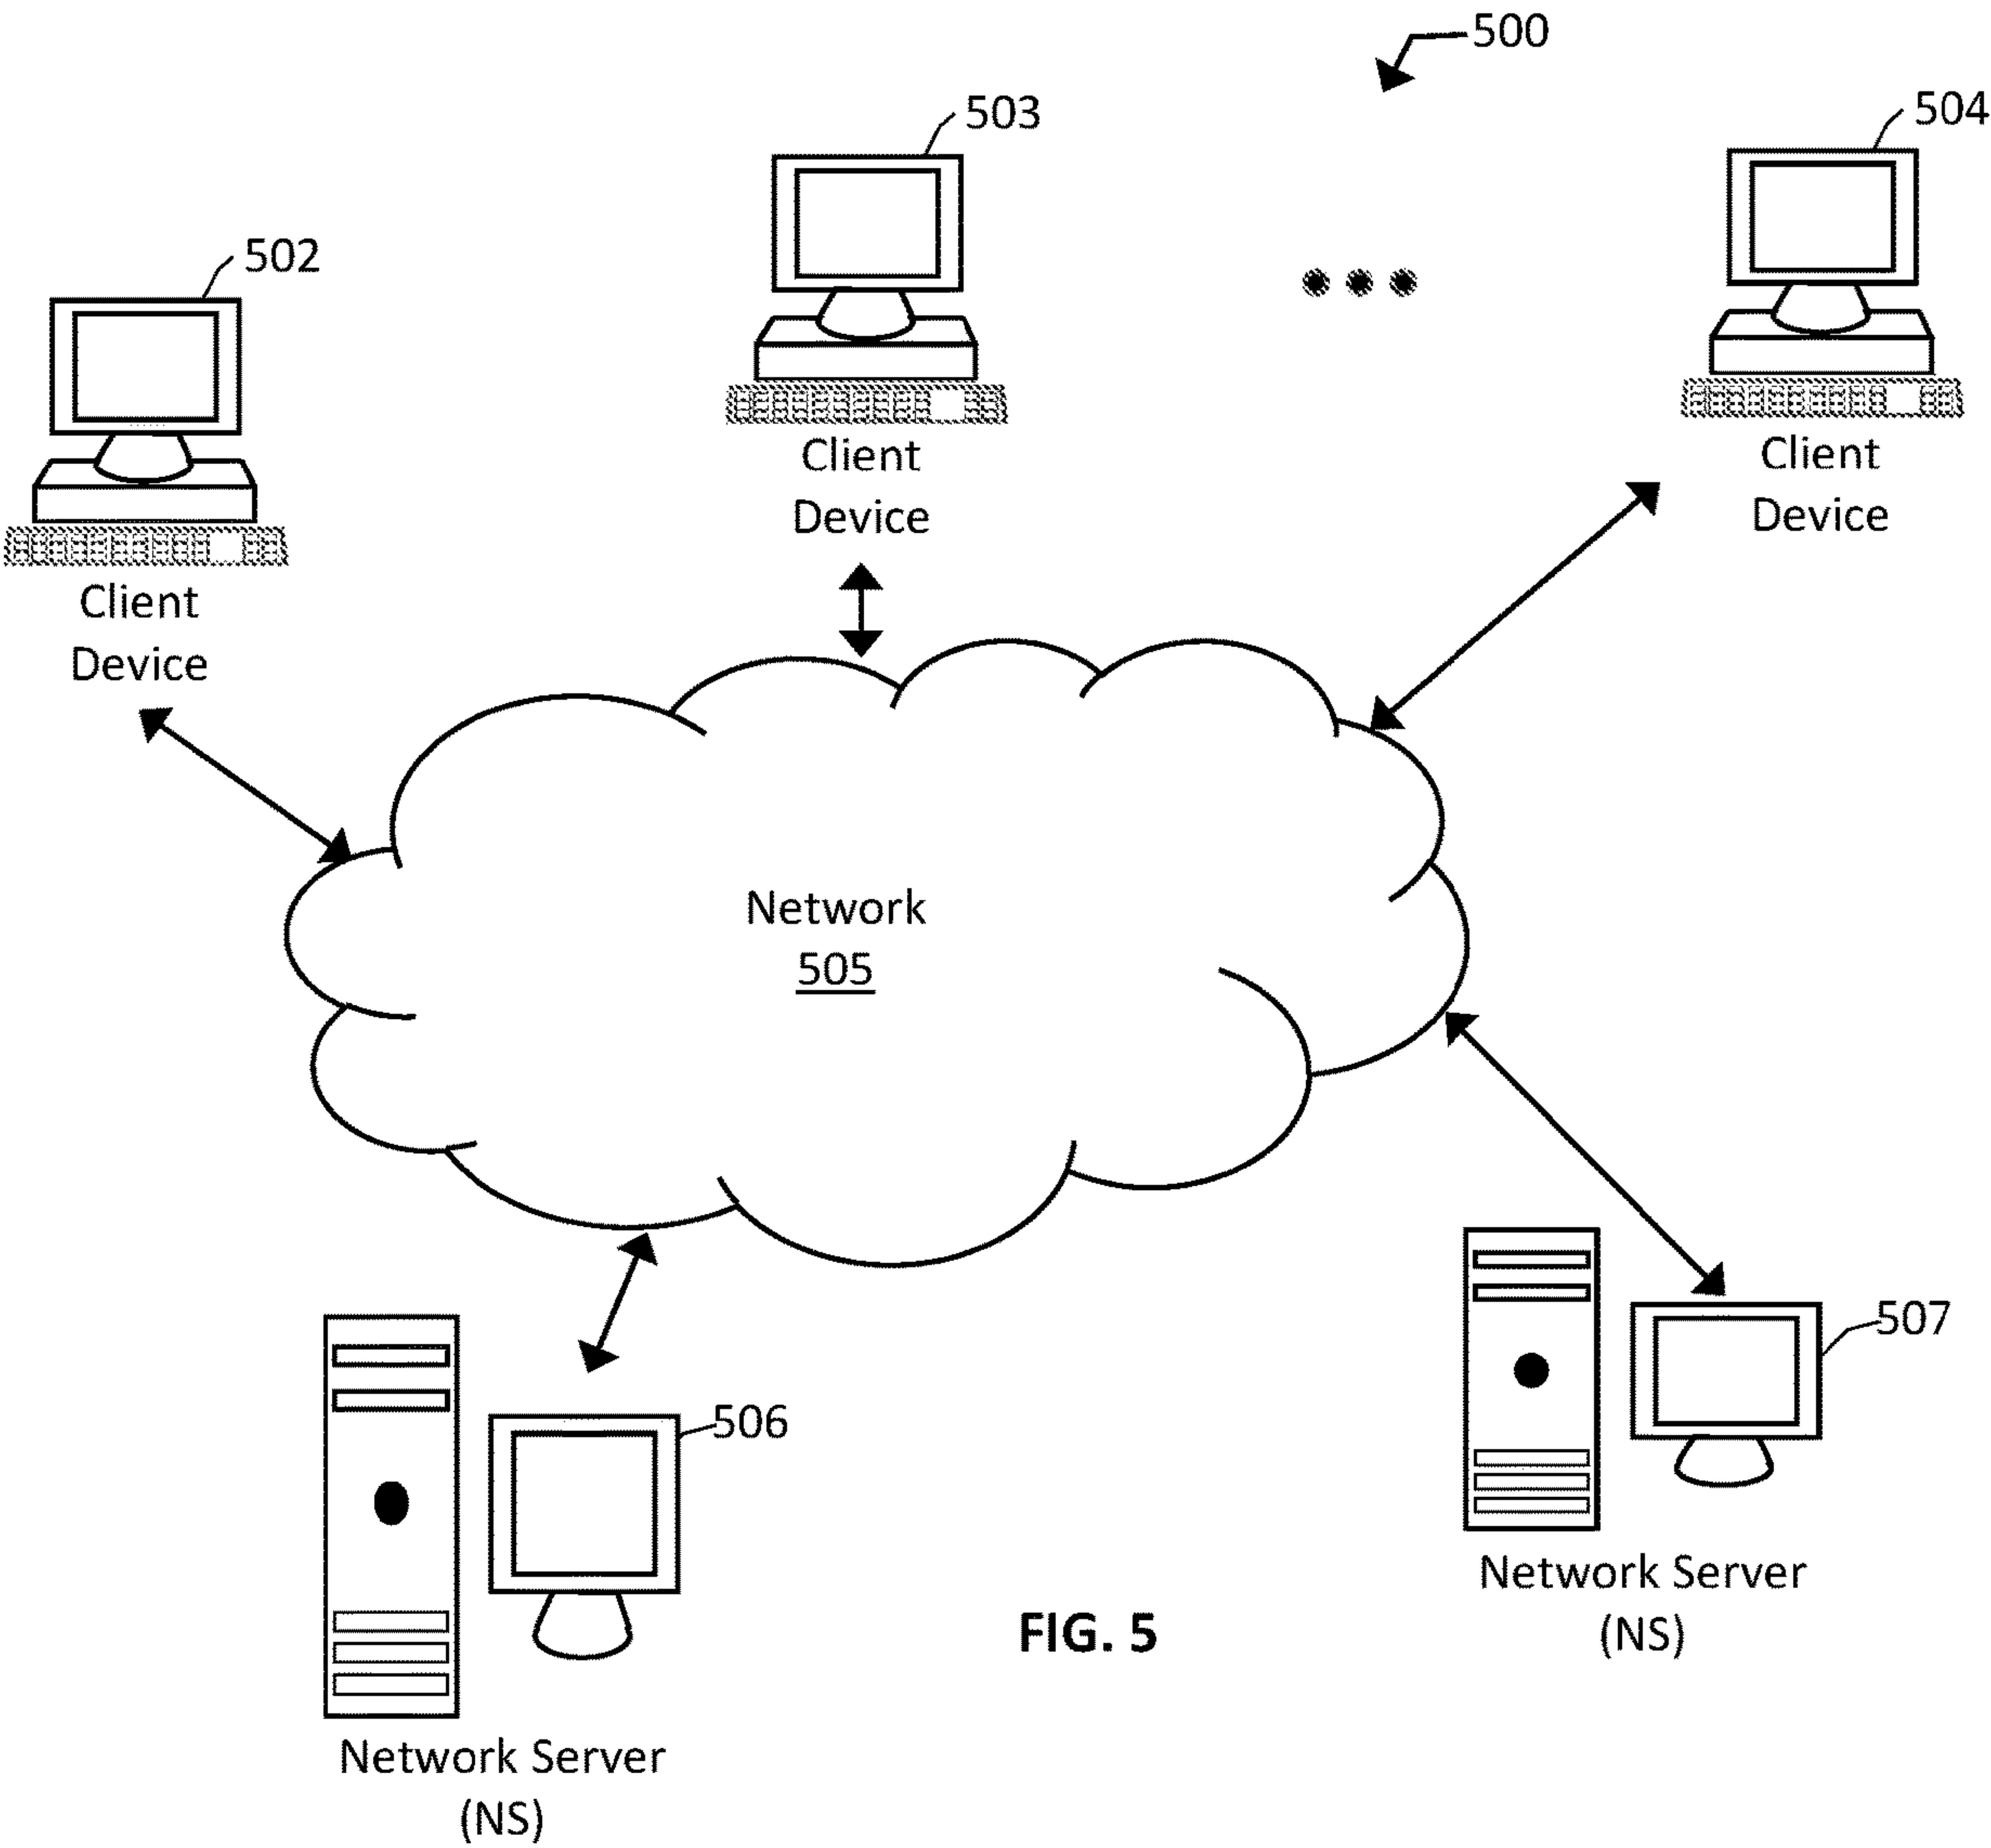 500
503
504
502
Client
Device
Client
Device
Client
Device
Network
505
507
506
Network Server
(NS)
FIG. 5
Network Server
(NS)